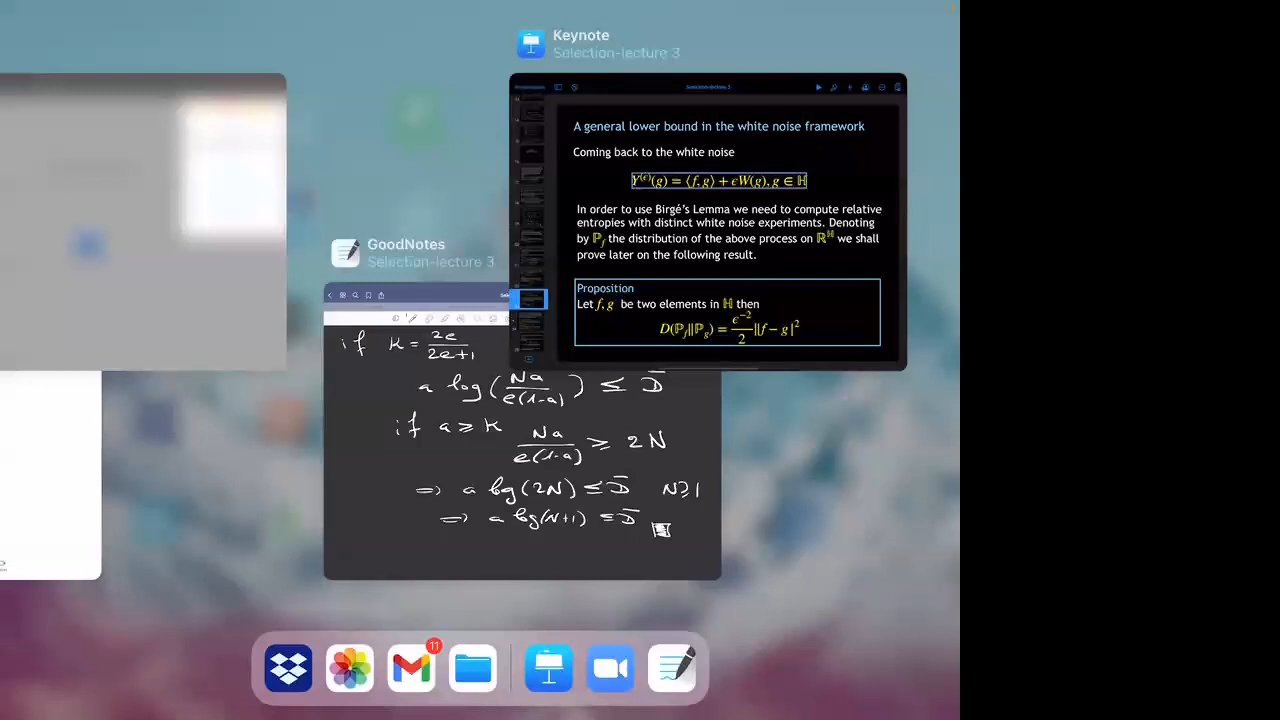 Keynote
Selection-lecture 3
Selection-lecture 3
A general lower bound in the white noise framework
Coming back to the white noise
Y^(ϵ)(g) = ⟨f, g⟩ + ϵW(g), g ∈ ℍ
In order to use Birgé's Lemma we need to compute relative
entropies with distinct white noise experiments. Denoting
by ℙ_f the distribution of the above process on ℝ^ℍ we shall
prove later on the following result.
Proposition
Let f, g be two elements in ℍ then
D(ℙ_f||ℙ_g) = ϵ^-2/2 ||f − g||^2
GoodNotes
Selection-lecture 3
if K = 2e/2e+1
a log(Na/e(1-a)) ≤ D̄
if a ≥ K Na/e(1-a) ≥ 2N
⇒ a log(2N) ≤ D̄ N ≥ 1
⇒ a log(N+1) ≤ D̄
11